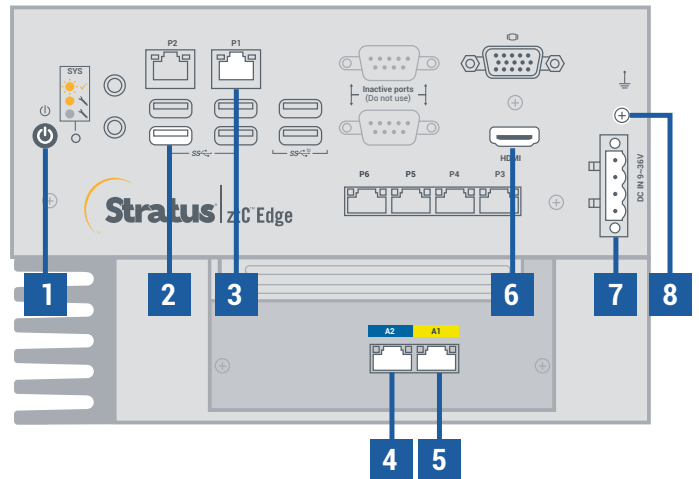 P2
P1
SYS
Inactive ports
(Do not use)
HDMI
P6
P5
P4
P3
DC IN 9~36V
SS
SS
Stratus ztC Edge
1
2
3
6
7
8
A2
A1
4
5